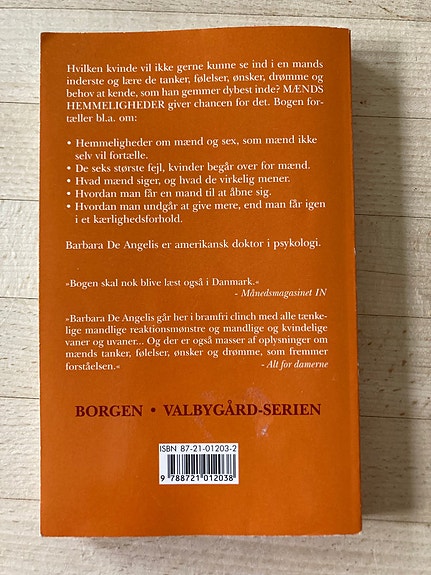 Hvilken kvinde vil ikke gerne kunne se ind i en mands
inderste og lære de tanker, følelser, ønsker, drømme og
behov at kende, som han gemmer dybest inde? MÆNDS
HEMMELIGHEDER giver chancen for det. Bogen for-
tæller bl.a. om:
• Hemmeligheder om mænd og sex, som mænd ikke
selv vil fortælle.
• De seks største fejl, kvinder begår over for mænd.
• Hvad mænd siger, og hvad de virkelig mener.
• Hvordan man får en mand til at åbne sig.
• Hvordan man undgår at give mere, end man får igen
i et kærlighedsforhold.
Barbara De Angelis er amerikansk doktor i psykologi.
»Bogen skal nok blive læst også i Danmark.«
- Månedsmagasinet IN
»Barbara De Angelis går her i bramfri clinch med alle tænke-
lige mandlige reaktionsmønstre og mandlige og kvindelige
vaner og uvaner... Og der er også masser af oplysninger om
mænds tanker, følelser, ønsker og drømme, som fremmer
forståelsen.«
- Alt for damerne
BORGEN • VALBYGÅRD-SERIEN
ISBN 87-21-01203-2
9 788721 012038